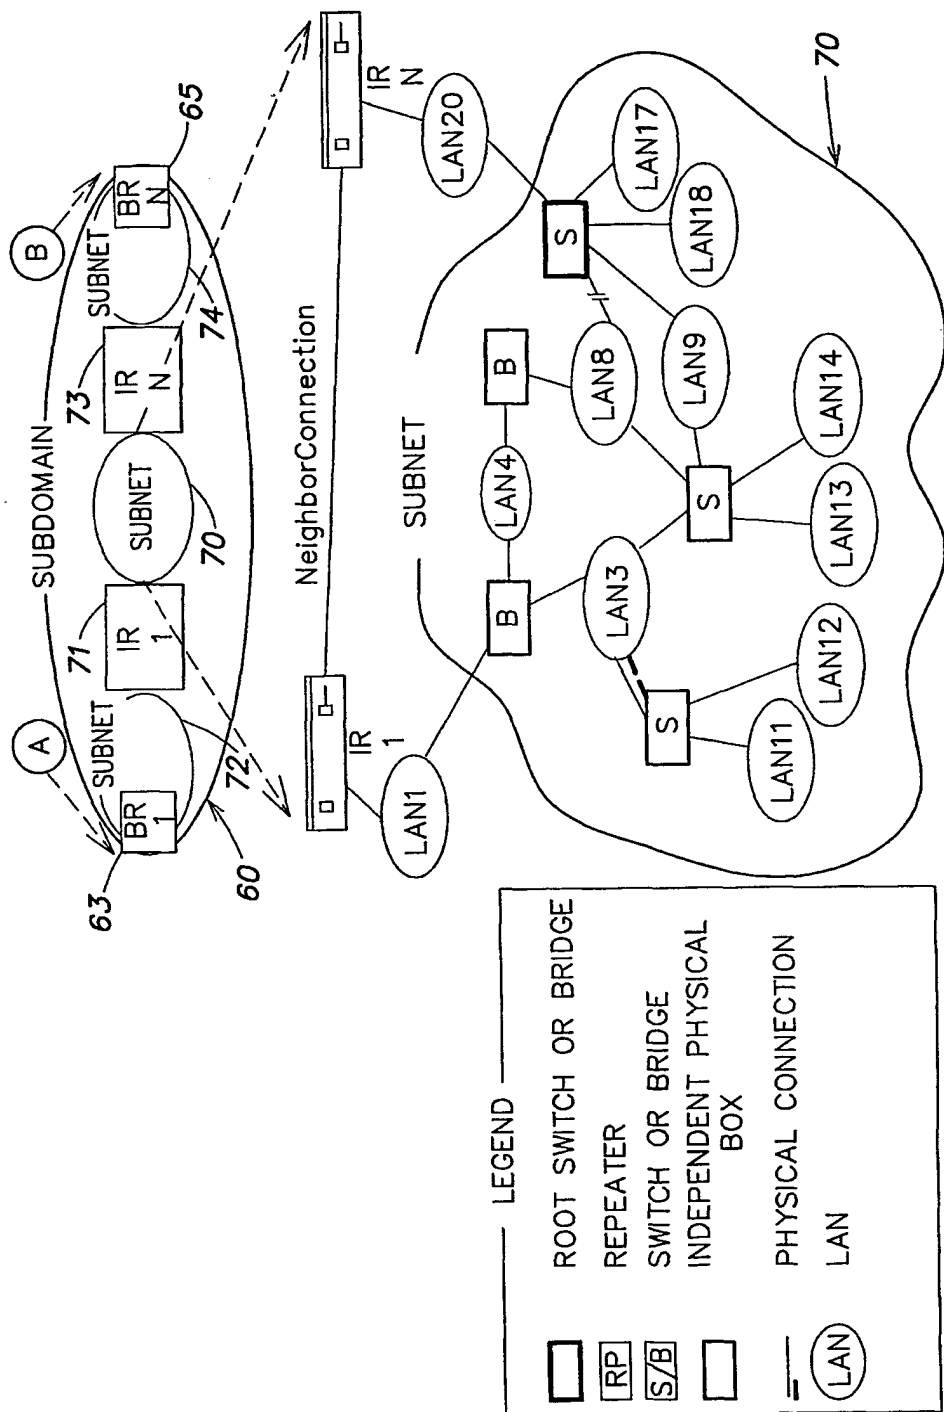 SUBDOMAIN
A
B
63
BR
1
SUBNET
72
71
IR
1
SUBNET
70
73
IR
N
SUBNET
74
BR
N
65
60
NeighborConnection
IR
1
IR
N
LAN1
LAN20
SUBNET
B
LAN4
B
S
LAN3
LAN8
LAN17
LAN18
LAN9
S
S
LAN11
LAN12
LAN13
LAN14
70
LEGEND
ROOT SWITCH OR BRIDGE
RP REPEATER
S/B SWITCH OR BRIDGE
INDEPENDENT PHYSICAL
BOX
PHYSICAL CONNECTION
LAN LAN